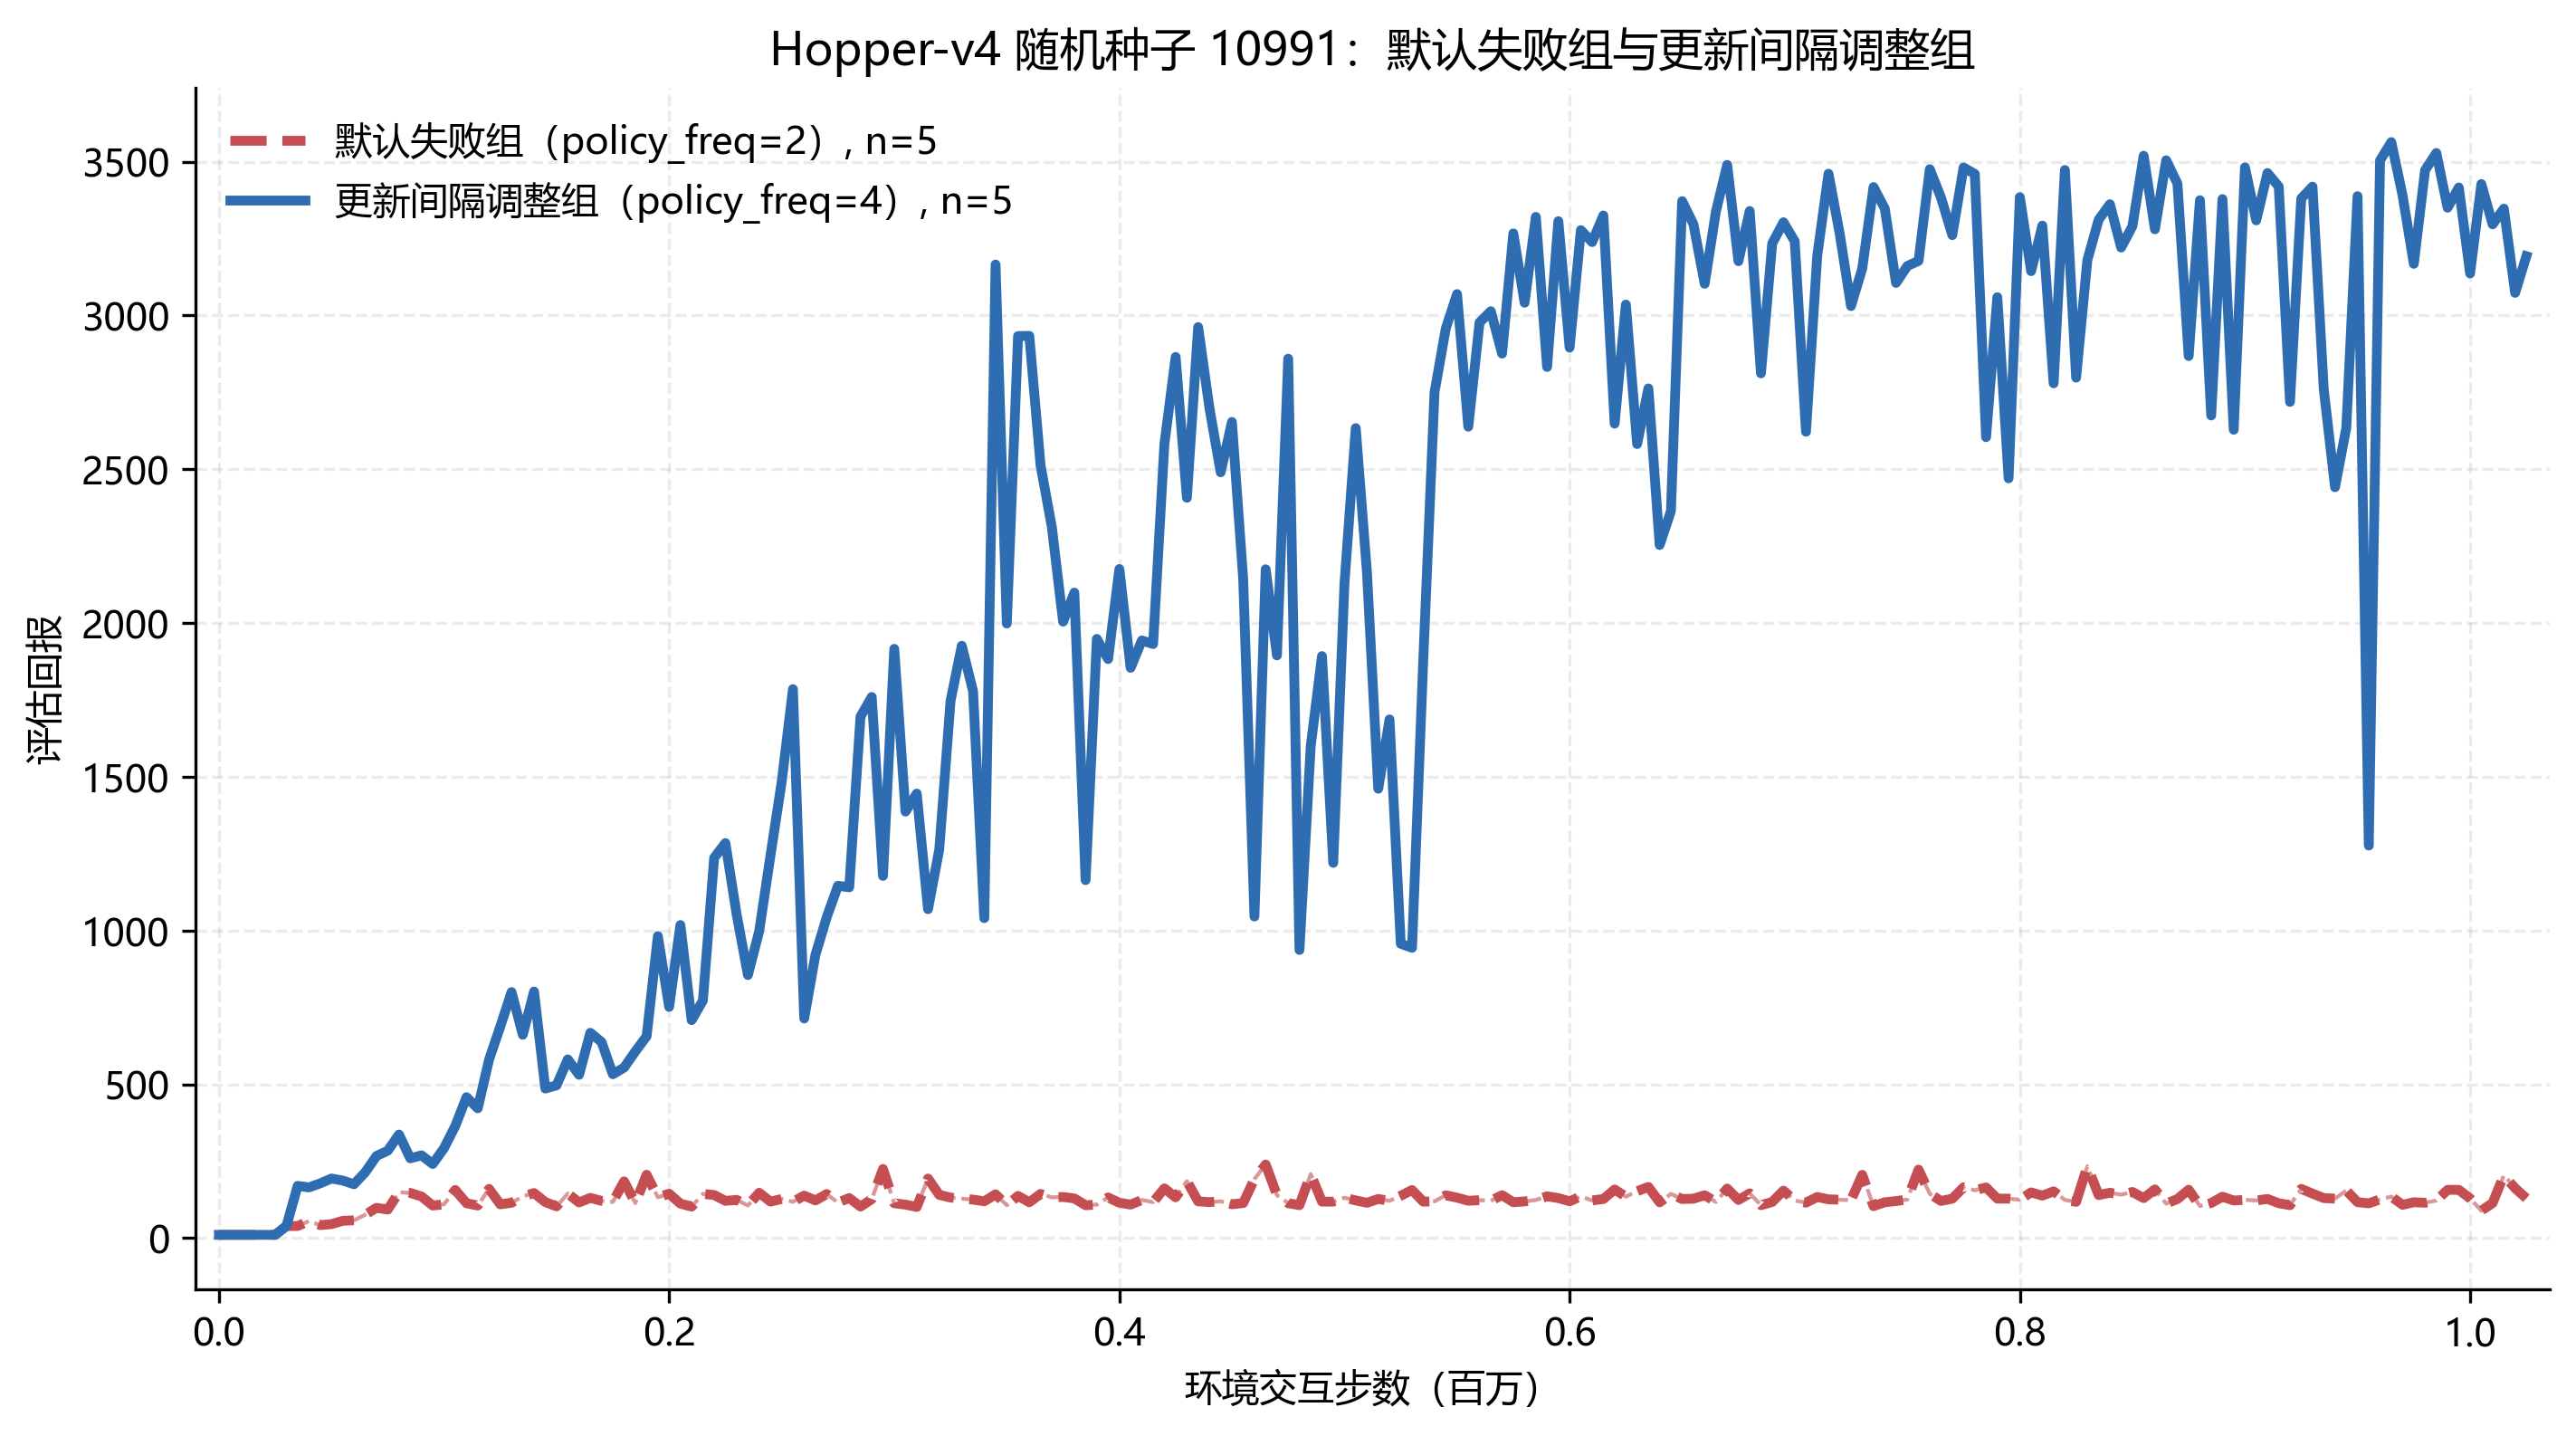 Hopper-v4 随机种子 10991：默认失败组与更新间隔调整组
默认失败组（policy_freq=2）, n=5
更新间隔调整组（policy_freq=4）, n=5
评估回报
3500
3000
2500
2000
1500
1000
500
0
0.0 0.2 0.4 0.6 0.8 1.0
环境交互步数（百万）